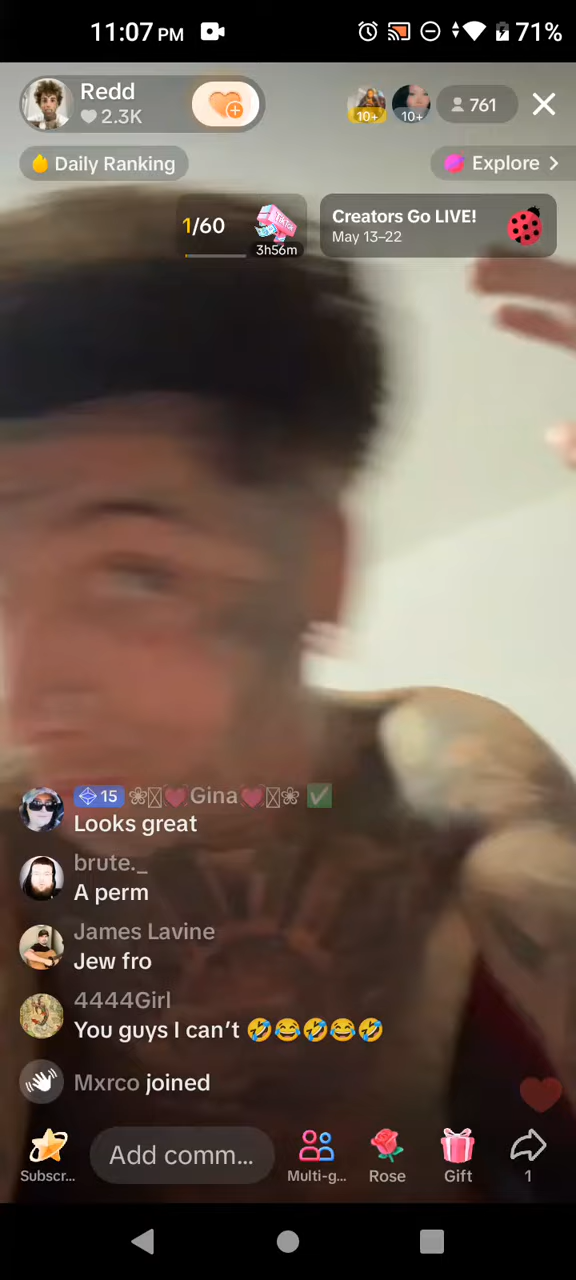 11:07 PM
71%
Redd
2.3K
10+
10+
761
Daily Ranking
Explore >
1/60
TikTok
3h56m
Creators Go LIVE!
May 13–22
15 ❀💗Gina💗❀ ✅
Looks great
brute._
A perm
James Lavine
Jew fro
4444Girl
You guys I can't 🤣😂🤣😂🤣
Mxrco joined
Subscr...
Add comm...
Multi-g...
Rose
Gift
1